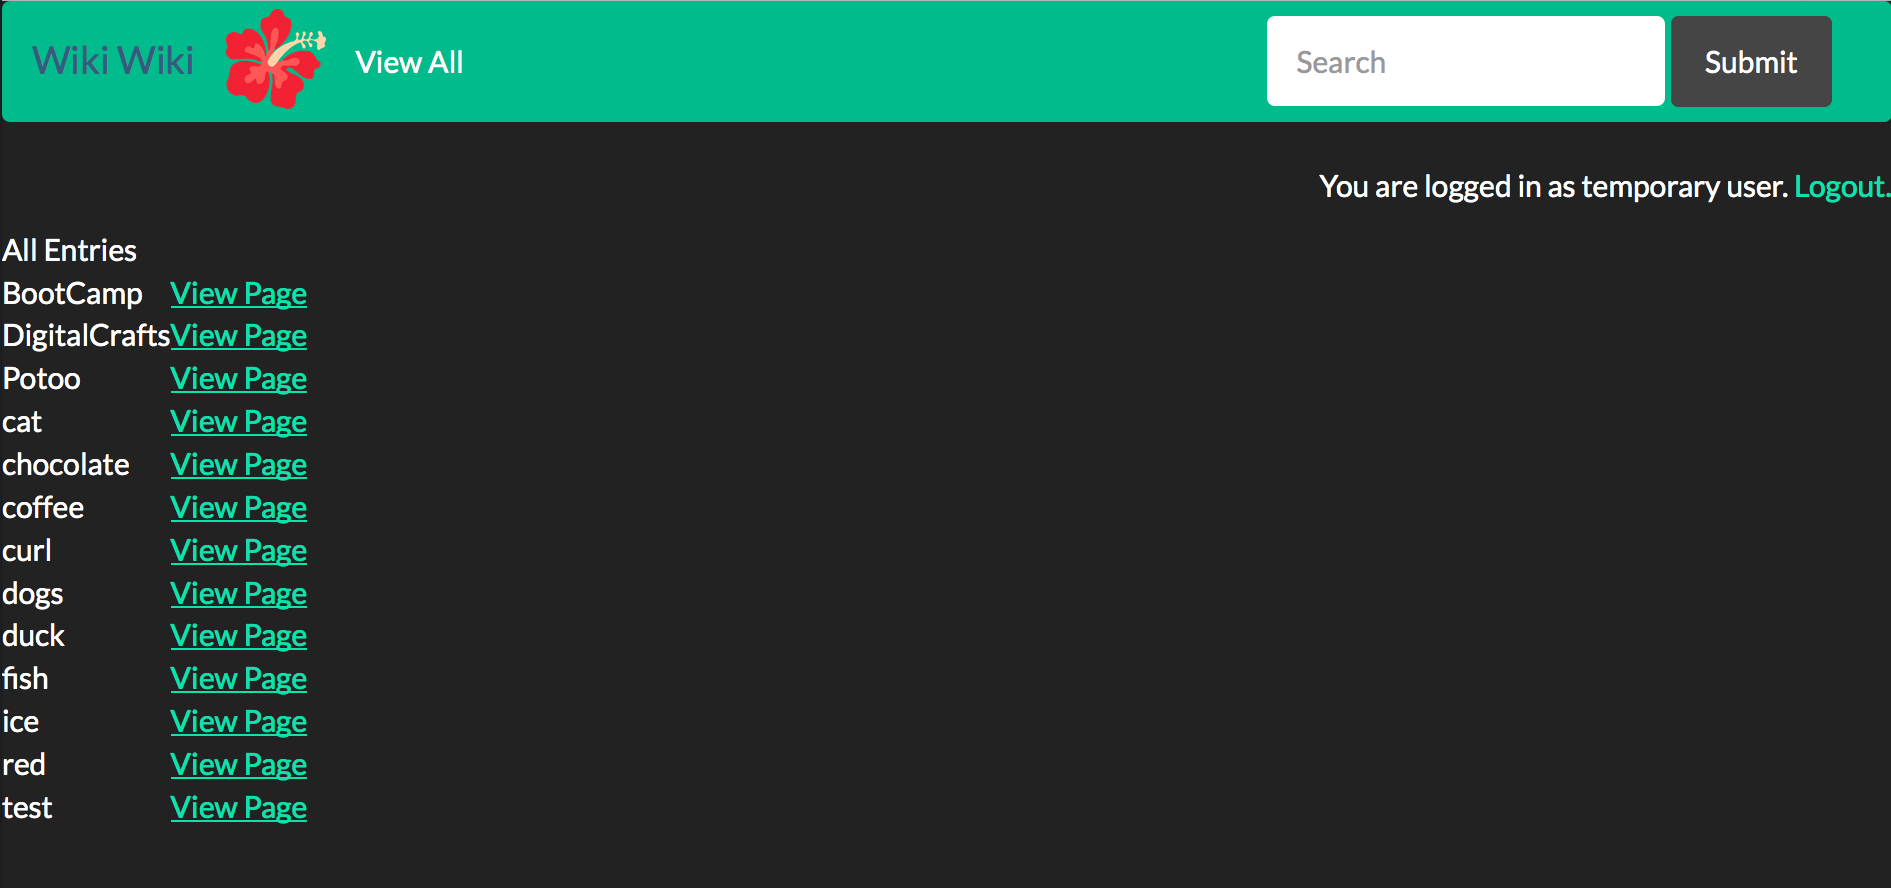 Wiki Wiki View All Search Submit
You are logged in as temporary user. Logout.
All Entries
BootCamp View Page
DigitalCrafts View Page
Potoo View Page
cat View Page
chocolate View Page
coffee View Page
curl View Page
dogs View Page
duck View Page
fish View Page
ice View Page
red View Page
test View Page